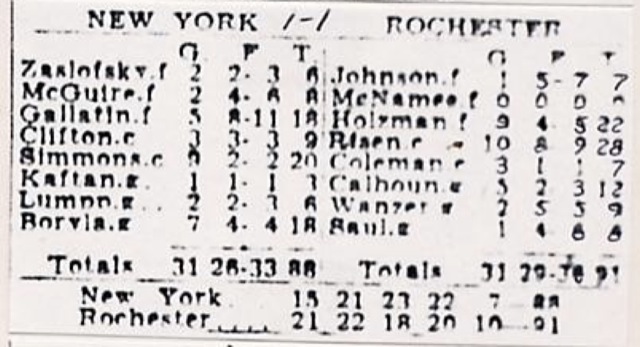 NEW YORK 1-1 ROCHESTER
G F T G F T
Zaslofsky.f 2 2- 3 6 Johnson.f 1 5- 7 7
McGuire.f 2 4- 6 8 McNamee.f 0 0 0 0
Gallatin.f 5 8-11 18 Holzman.f 9 4 5 22
Clifton.c 3 3- 3 9 Risen.c 10 8 9 28
Simmons.c 9 2- 2 20 Coleman.c 3 1 1 7
Kaftan.g 1 1- 1 3 Calhoun.g 5 2 3 12
Lumpp.g 2 2- 3 6 Wanzer.g 2 5 5 9
Boryla.g 7 4- 4 18 Saul.g 1 4 6 6
Totals 31 26-33 88 Totals 31 29-36 91
New York 15 21 23 22 7 88
Rochester 21 22 18 20 10 91